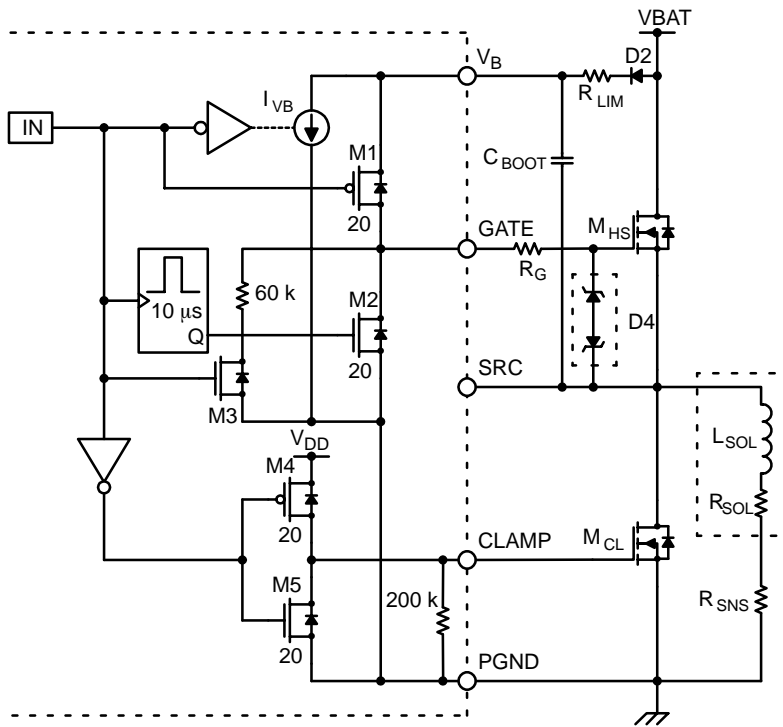 VBAT
V_B
D2
R_LIM
IN
I_VB
M1
C_BOOT
20
GATE
M_HS
R_G
60 k
M2
10 μs
Q
D4
20
SRC
M3
V_DD
L_SOL
M4
R_SOL
20
CLAMP
M_CL
M5
200 k
R_SNS
20
PGND